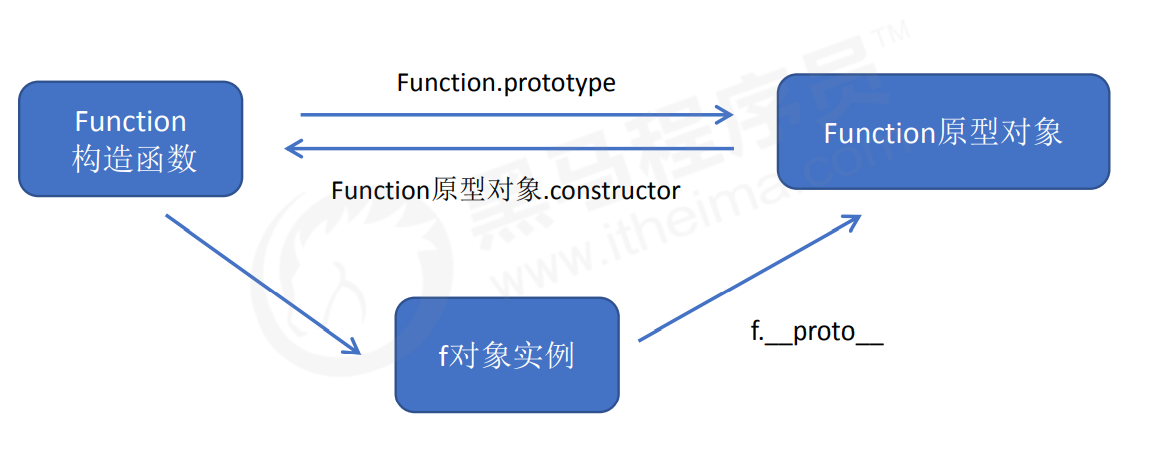 Function.prototype
Function
构造函数
Function原型对象
Function原型对象.constructor
f对象实例
f.__proto__
黑马程序员™
www.itheima.com